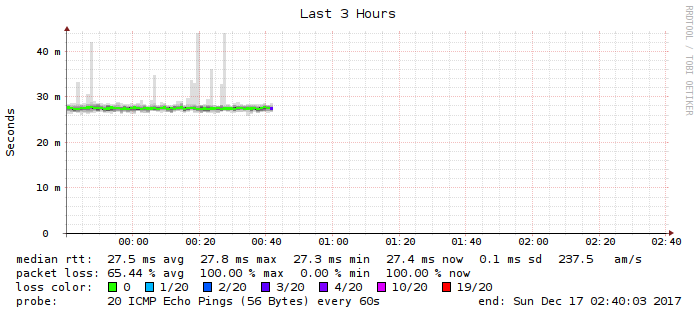 Last 3 Hours
RRDTOOL / TOBI OETIKER
Seconds
40 m
30 m
20 m
10 m
0
00:00 00:20 00:40 01:00 01:20 01:40 02:00 02:20 02:40
median rtt: 27.5 ms avg 27.8 ms max 27.3 ms min 27.4 ms now 0.1 ms sd 237.5 am/s
packet loss: 65.44 % avg 100.00 % max 0.00 % min 100.00 % now
loss color: 0 1/20 2/20 3/20 4/20 10/20 19/20
probe: 20 ICMP Echo Pings (56 Bytes) every 60s end: Sun Dec 17 02:40:03 2017